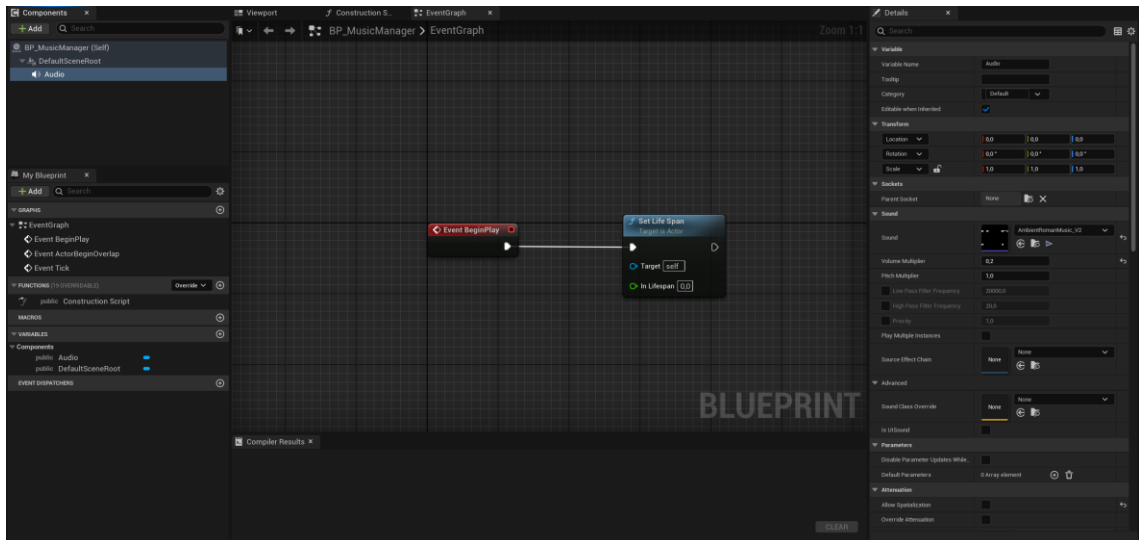 Components
Add
Search
BP_MusicManager (Self)
DefaultSceneRoot
Audio
My Blueprint
Add
Search
GRAPHS
EventGraph
Event BeginPlay
Event ActorBeginOverlap
Event Tick
FUNCTIONS (19 OVERRIDABLE)
Override
public Construction Script
MACROS
VARIABLES
Components
public Audio
public DefaultSceneRoot
EVENT DISPATCHERS
Viewport
Construction S...
EventGraph
BP_MusicManager > EventGraph
Zoom 1:1
Event BeginPlay
Set Life Span
Target is Actor
Target self
In Lifespan 0,0
BLUEPRINT
Compiler Results
CLEAR
Details
Search
Variable
Variable Name Audio
Tooltip
Category Default
Editable when Inherited
Transform
Location 0,0 0,0 0,0
Rotation 0,0° 0,0° 0,0°
Scale 1,0 1,0 1,0
Sockets
Parent Socket None
Sound
Sound AmbientRomanMusic_V2
Volume Multiplier 0,2
Pitch Multiplier 1,0
Low Pass Filter Frequency 20000,0
High Pass Filter Frequency 20,0
Priority 1,0
Play Multiple Instances
Source Effect Chain None None
Advanced
Sound Class Override None None
Is UISound
Parameters
Disable Parameter Updates While...
Default Parameters 0 Array element
Attenuation
Allow Spatialization
Override Attenuation